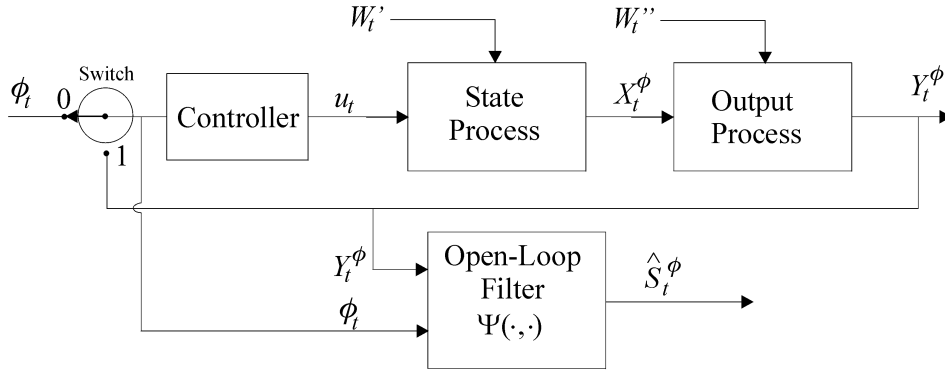 W_t’
W_t”
Switch
ϕ_t
0
1
Controller
u_t
State
Process
X_t^ϕ
Output
Process
Y_t^ϕ
Y_t^ϕ
ϕ_t
Open-Loop
Filter
Ψ(·,·)
Ŝ_t^ϕ